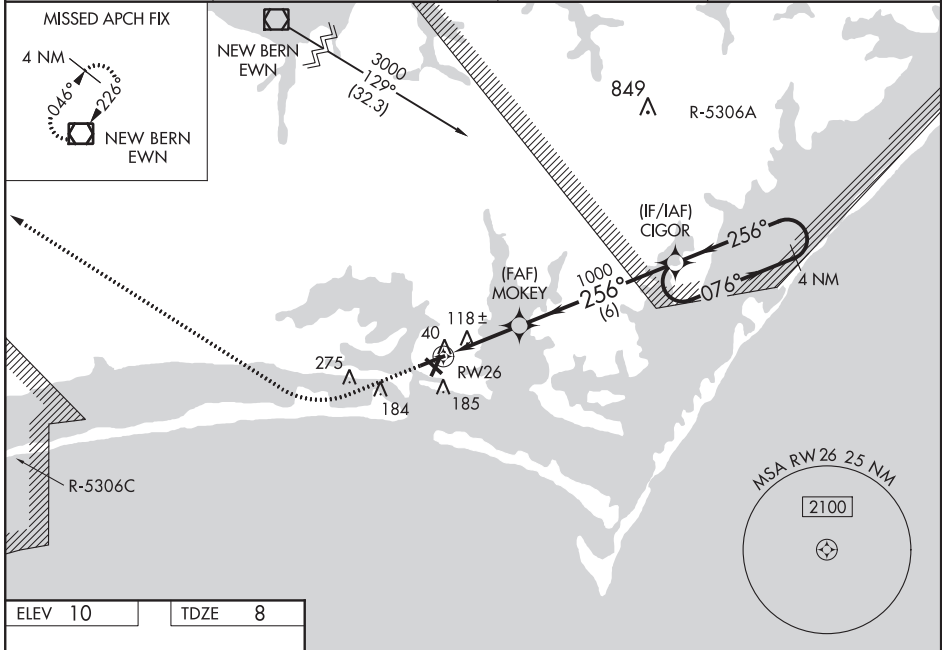 MISSED APCH FIX
4 NM
046°
226°
NEW BERN
EWN
NEW BERN
EWN
3000
129°
(32.3)
849
R-5306A
(IF/IAF)
CIGOR
256°
076°
4 NM
1000
256°
(6)
(FAF)
MOKEY
118±
40
RW26
275
184
185
R-5306C
MSA RW26 25 NM
2100
ELEV 10
TDZE 8